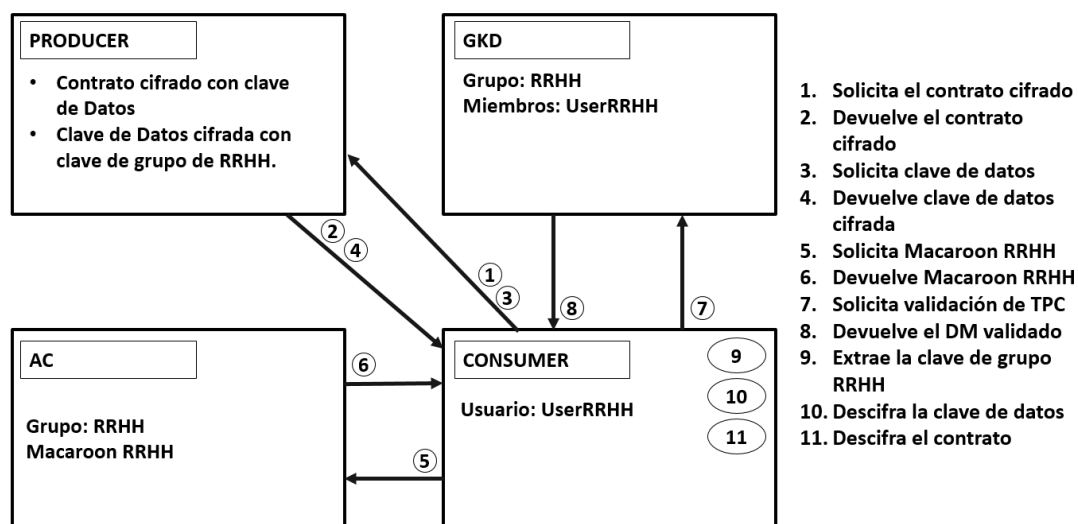 PRODUCER
• Contrato cifrado con clave
de Datos
• Clave de Datos cifrada con
clave de grupo de RRHH.
GKD
Grupo: RRHH
Miembros: UserRRHH
2
4
1
3
8
7
AC
Grupo: RRHH
Macaroon RRHH
6
5
CONSUMER
Usuario: UserRRHH
9
10
11
1. Solicita el contrato cifrado
2. Devuelve el contrato
cifrado
3. Solicita clave de datos
4. Devuelve clave de datos
cifrada
5. Solicita Macaroon RRHH
6. Devuelve Macaroon RRHH
7. Solicita validación de TPC
8. Devuelve el DM validado
9. Extrae la clave de grupo
RRHH
10. Descifra la clave de datos
11. Descifra el contrato